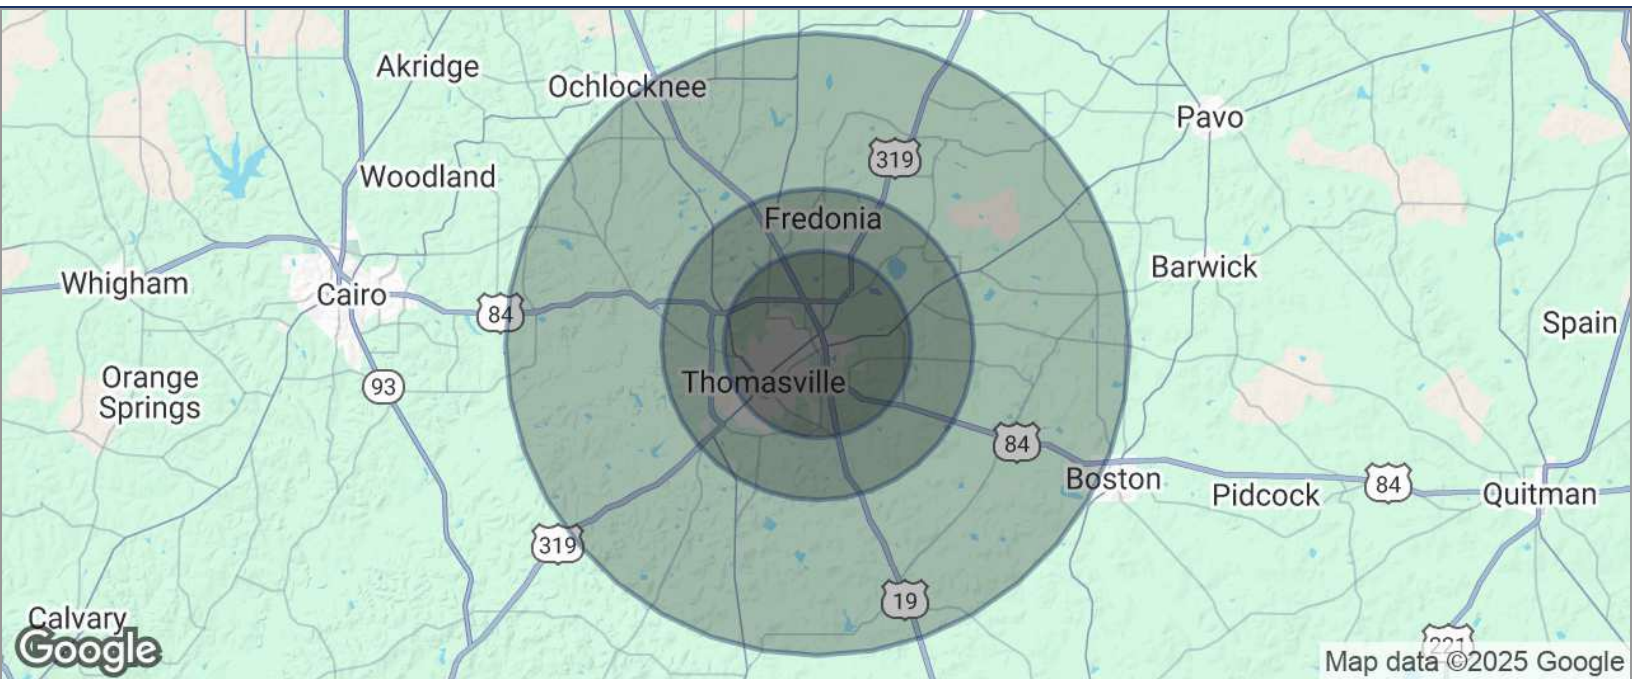 Akridge
Ochlocknee
Pavo
319
Woodland
Fredonia
Barwick
Whigham
Cairo
84
Spain
Orange
Springs
93
Thomasville
84
Boston
Pidcock
84
Quitman
319
19
Calvary
221
Google
Map data ©2025 Google